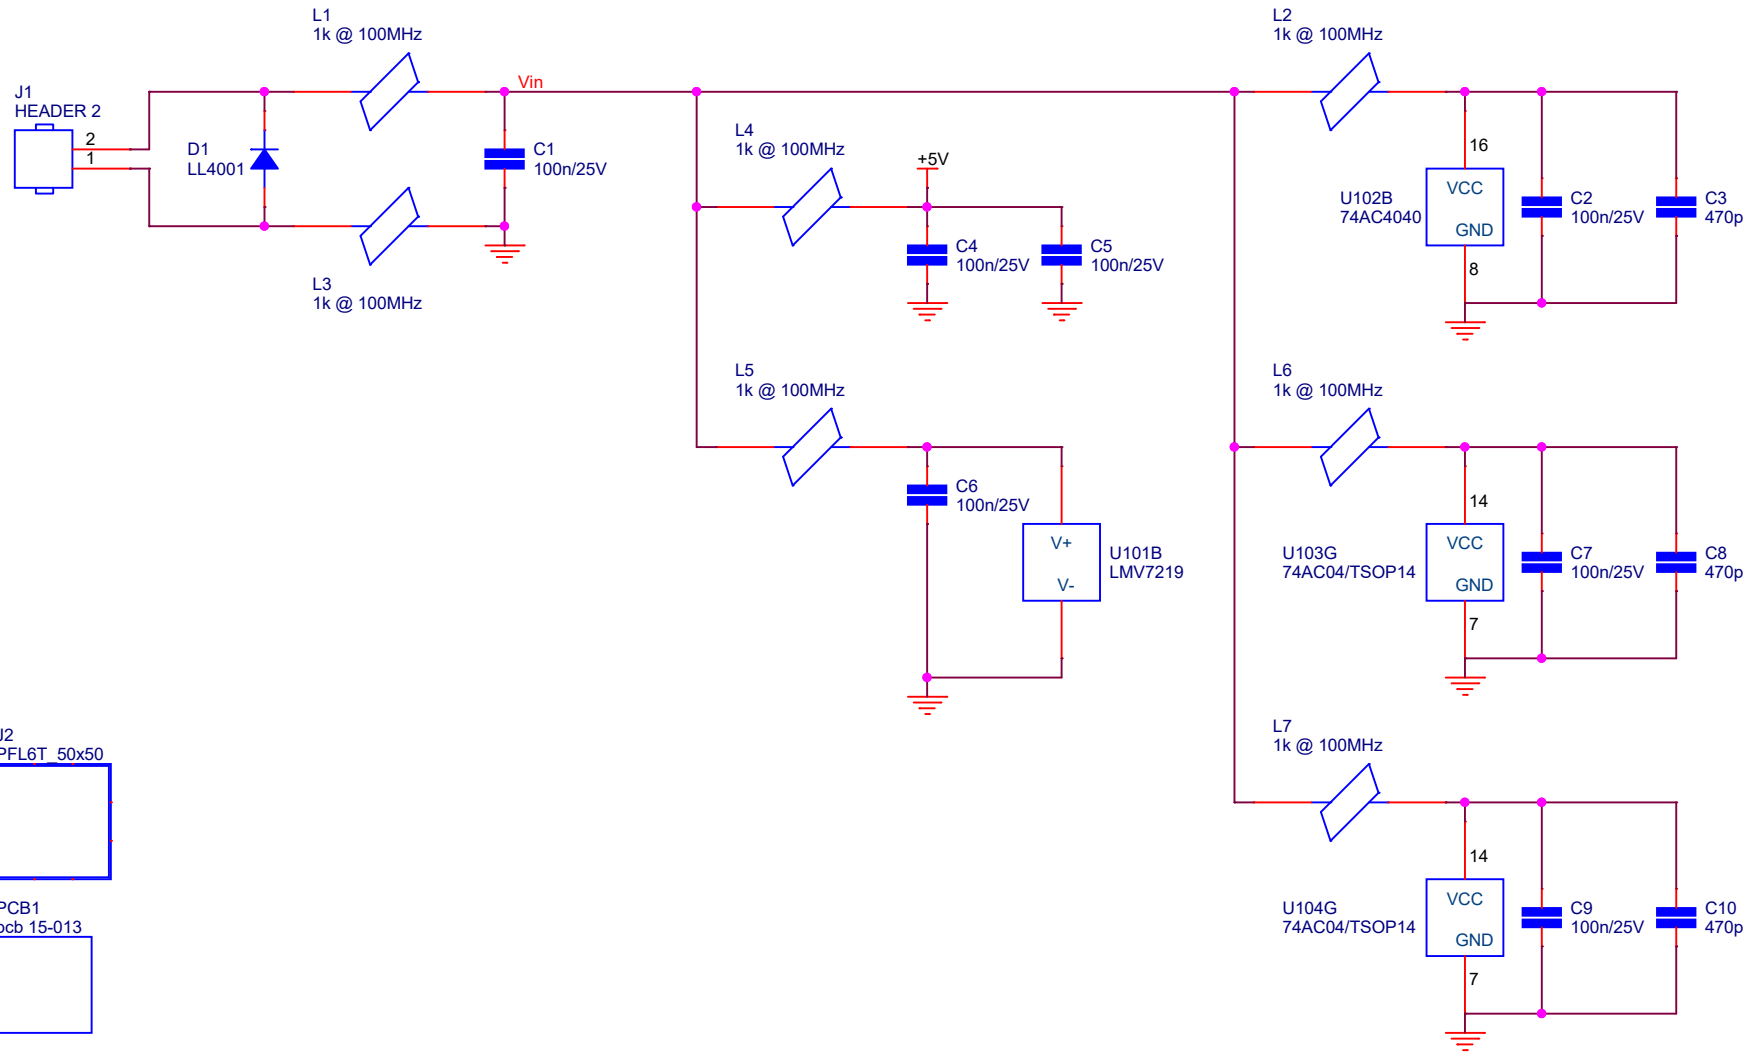 L1
1k @ 100MHz
L2
1k @ 100MHz
J1
HEADER 2
2
1
D1
LL4001
Vin
C1
100n/25V
L3
1k @ 100MHz
L4
1k @ 100MHz
+5V
C4
100n/25V
C5
100n/25V
16
U102B
74AC4040
VCC
GND
8
C2
100n/25V
C3
470p
L5
1k @ 100MHz
C6
100n/25V
V+
V-
U101B
LMV7219
L6
1k @ 100MHz
14
U103G
74AC04/TSOP14
VCC
GND
7
C7
100n/25V
C8
470p
L7
1k @ 100MHz
14
U104G
74AC04/TSOP14
VCC
GND
7
C9
100n/25V
C10
470p
J2
PFL6T_50x50
PCB1
pcb 15-013